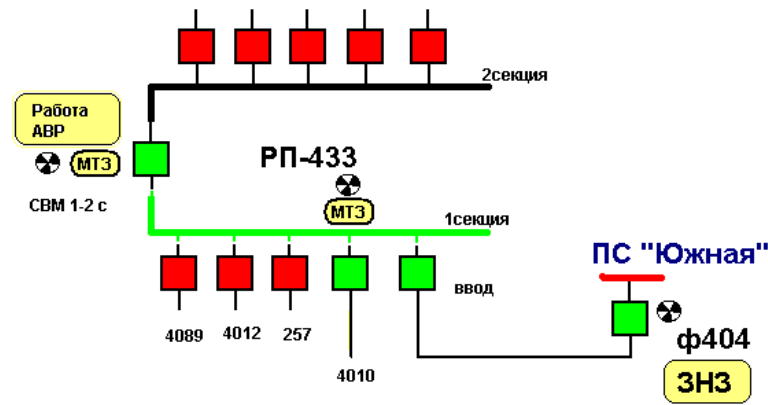 2секция
Работа
АВР
МТЗ
СВМ 1-2 с
РП-433
МТЗ
1секция
ПС "Южная"
ввод
4089
4012
257
4010
ф404
ЗНЗ